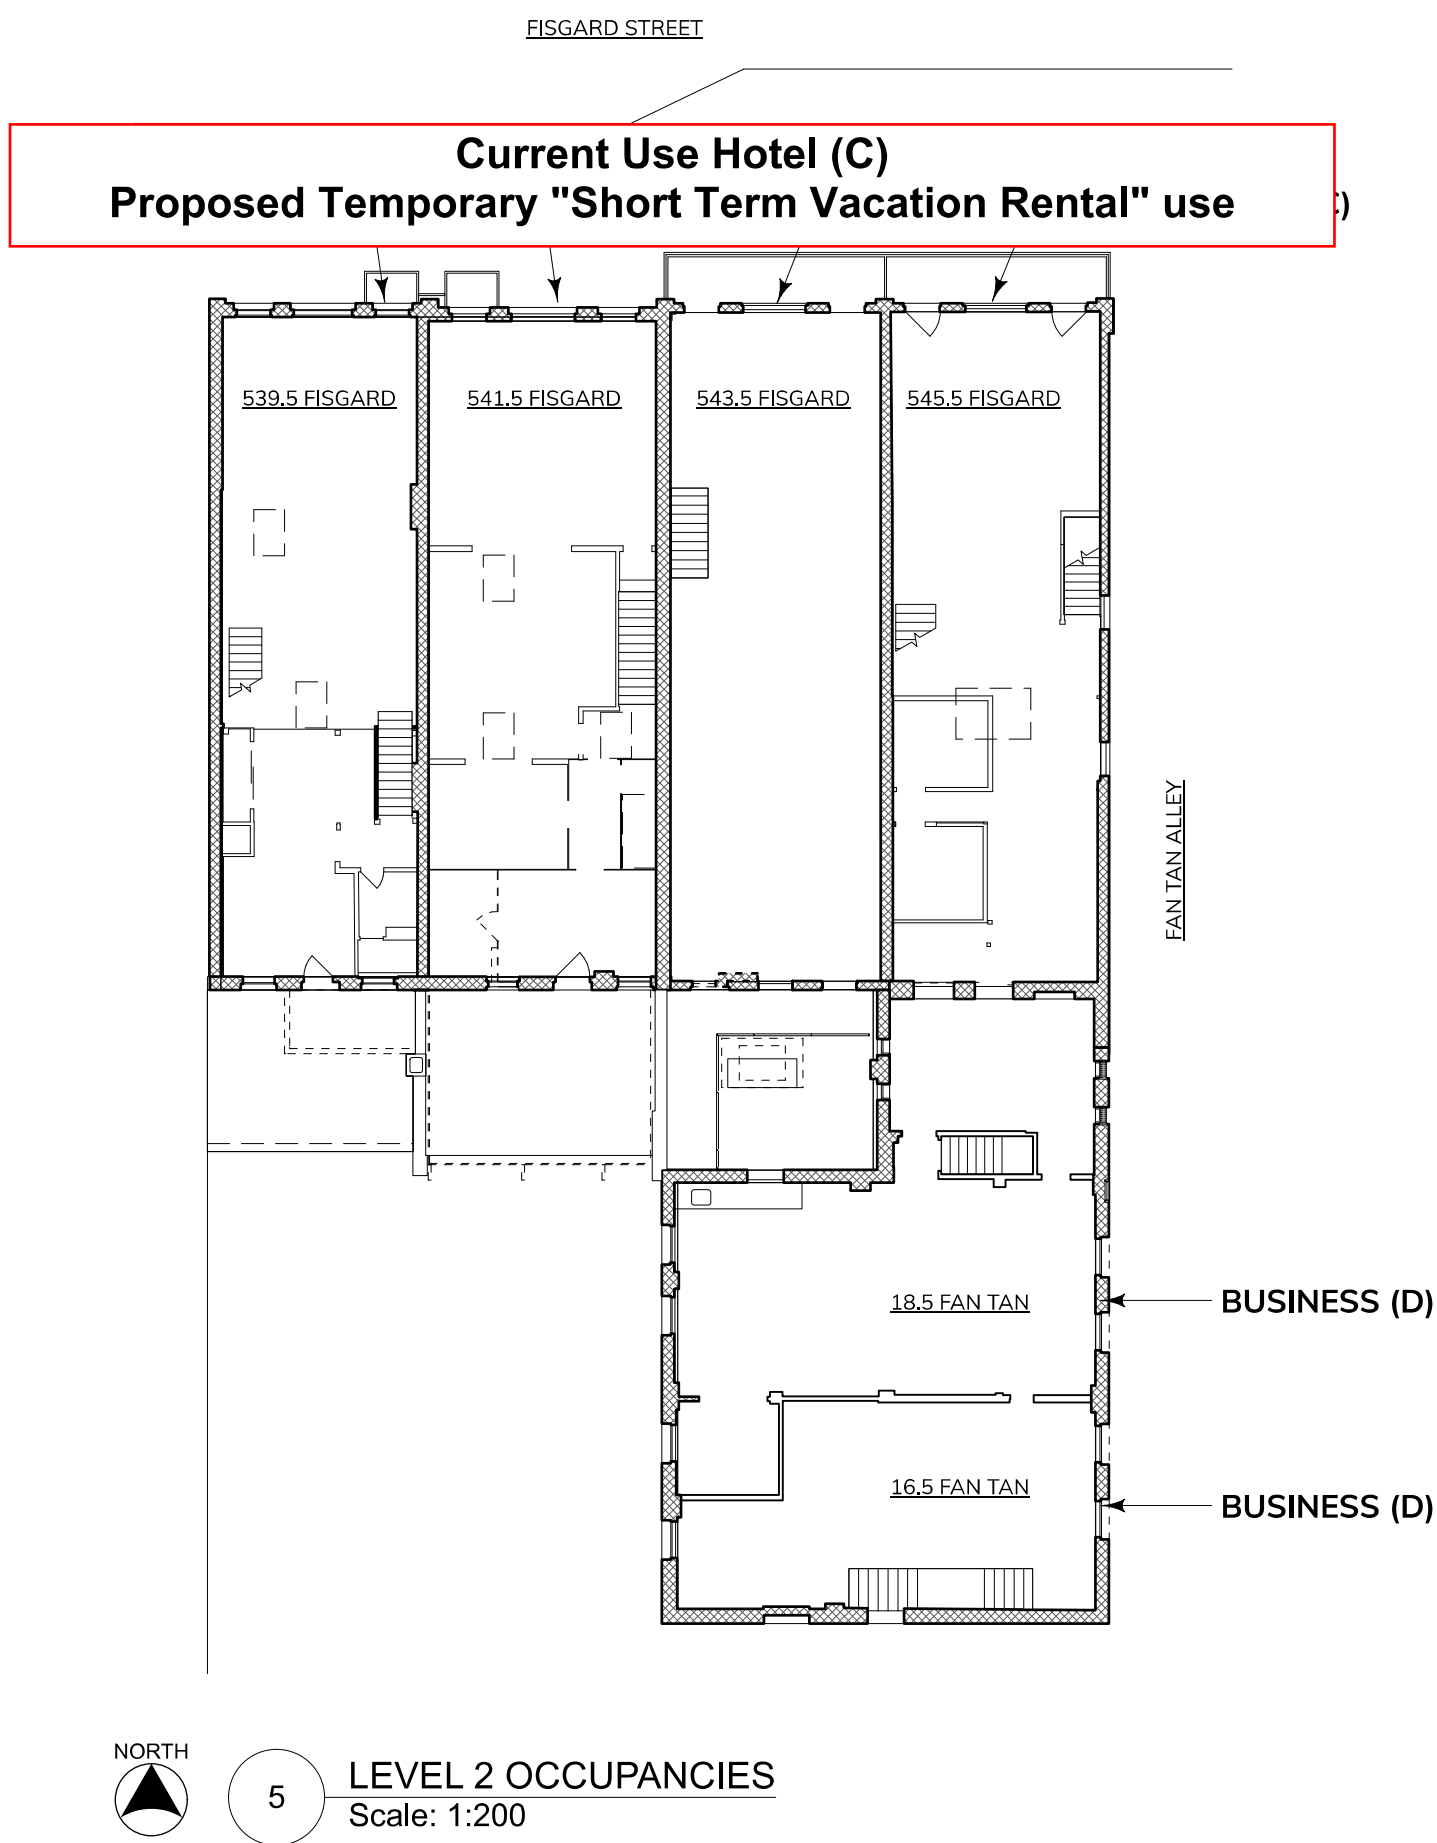 FISGARD STREET
Current Use Hotel (C)
Proposed Temporary "Short Term Vacation Rental" use
539.5 FISGARD
541.5 FISGARD
543.5 FISGARD
545.5 FISGARD
FAN TAN ALLEY
18.5 FAN TAN
BUSINESS (D)
16.5 FAN TAN
BUSINESS (D)
NORTH
5
LEVEL 2 OCCUPANCIES
Scale: 1:200